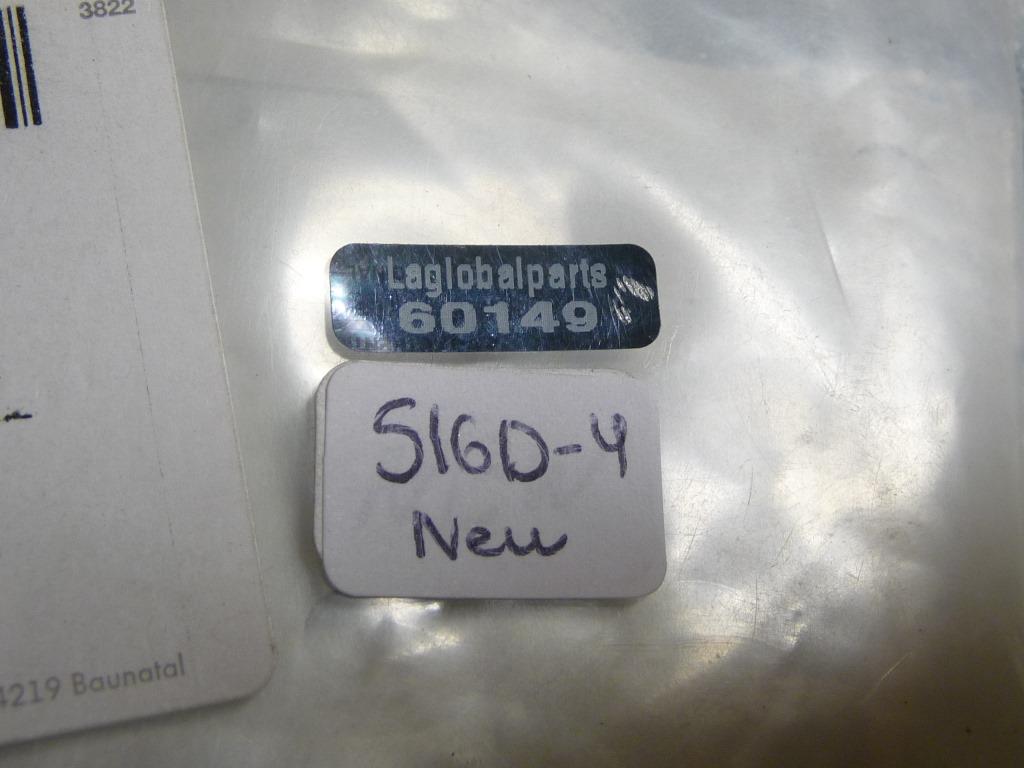 3822
Laglobalparts
60149
S16D-4
New
4219 Baunatal